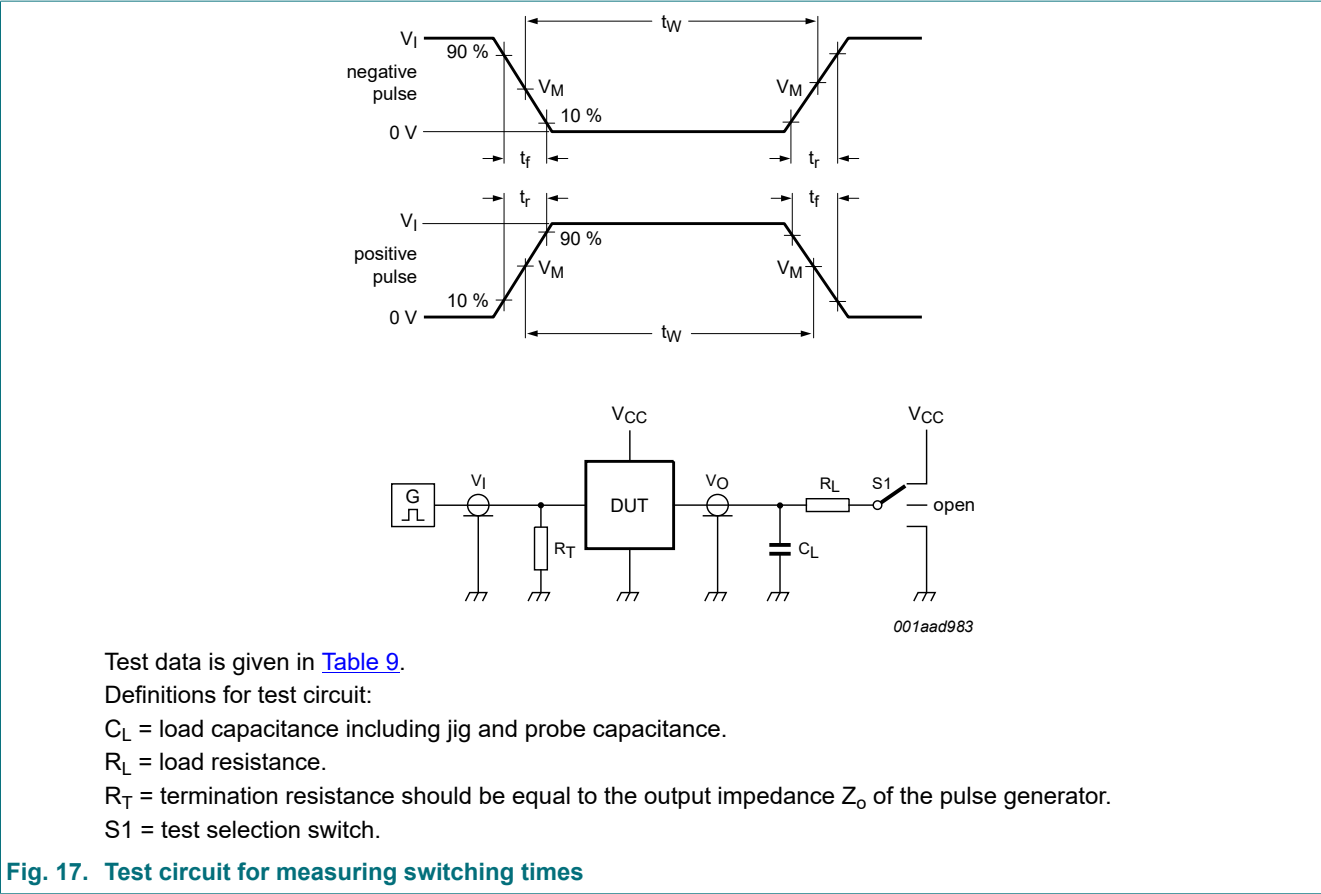 tW
VI
90 %
negative
pulse
VM
VM
10 %
0 V
tf
tr
tr
tf
VI
90 %
positive
pulse
VM
VM
10 %
0 V
tW
VCC
VCC
G
VI
DUT
VO
RL
S1
open
RT
CL
001aad983
Test data is given in Table 9.
Definitions for test circuit:
CL = load capacitance including jig and probe capacitance.
RL = load resistance.
RT = termination resistance should be equal to the output impedance Zo of the pulse generator.
S1 = test selection switch.
Fig. 17. Test circuit for measuring switching times